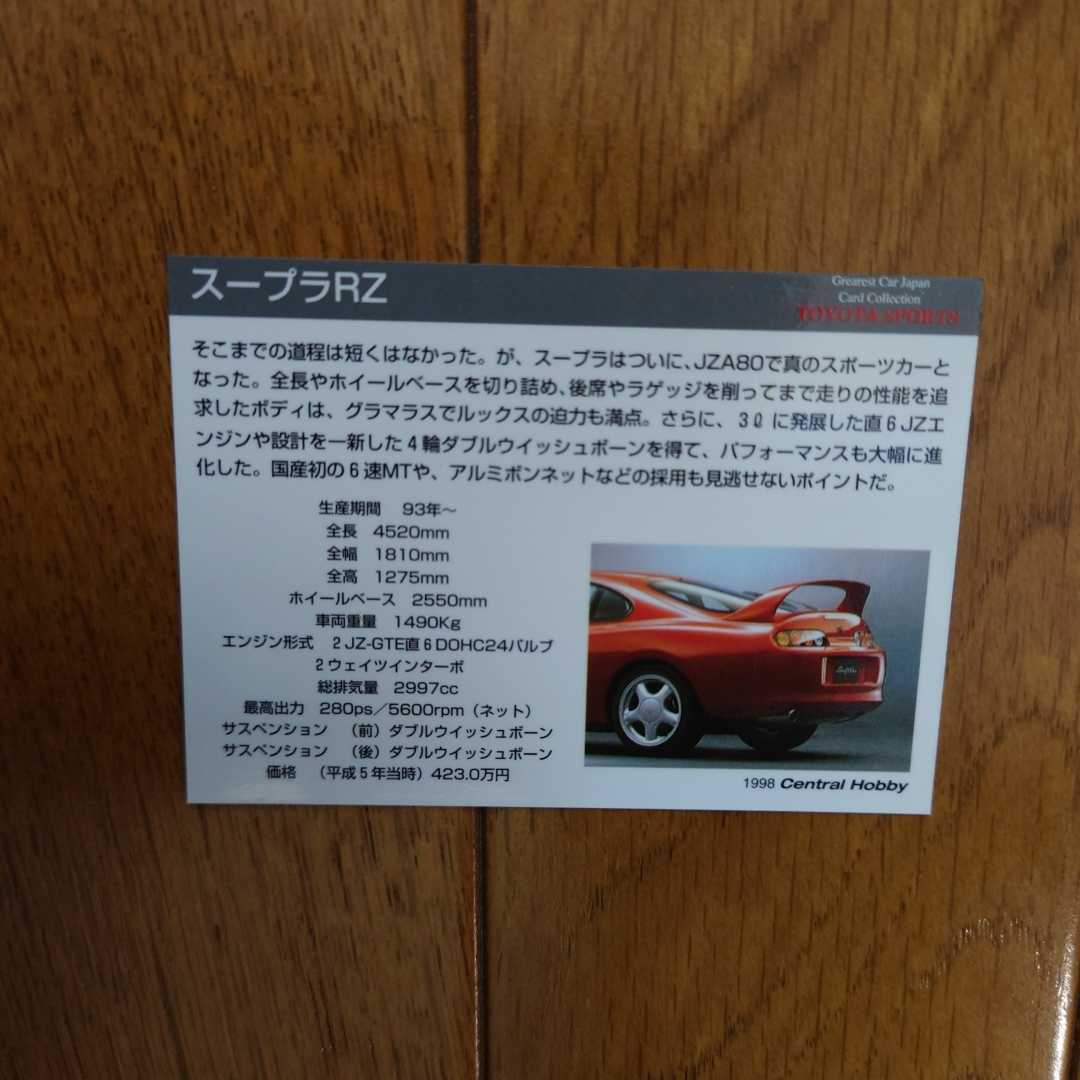 スープラRZ
Grearest Car Japan
Card Collection
TOYOTA SPORTS
そこまでの道程は短くはなかった。が、スープラはついに、JZA80で真のスポーツカーと
なった。全長やホイールベースを切り詰め、後席やラゲッジを削ってまで走りの性能を追
求したボディは、グラマラスでルックスの迫力も満点。さらに、3ℓに発展した直6JZエ
ンジンや設計を一新した4輪ダブルウイッシュボーンを得て、パフォーマンスも大幅に進
化した。国産初の6速MTや、アルミボンネットなどの採用も見逃せないポイントだ。
生産期間 93年〜
全長 4520mm
全幅 1810mm
全高 1275mm
ホイールベース 2550mm
車両重量 1490Kg
エンジン形式 2JZ-GTE直6DOHC24バルブ
2ウェイツインターボ
総排気量 2997cc
最高出力 280ps／5600rpm（ネット）
サスペンション （前）ダブルウイッシュボーン
サスペンション （後）ダブルウイッシュボーン
価格 （平成5年当時）423.0万円
Supra
1998 Central Hobby